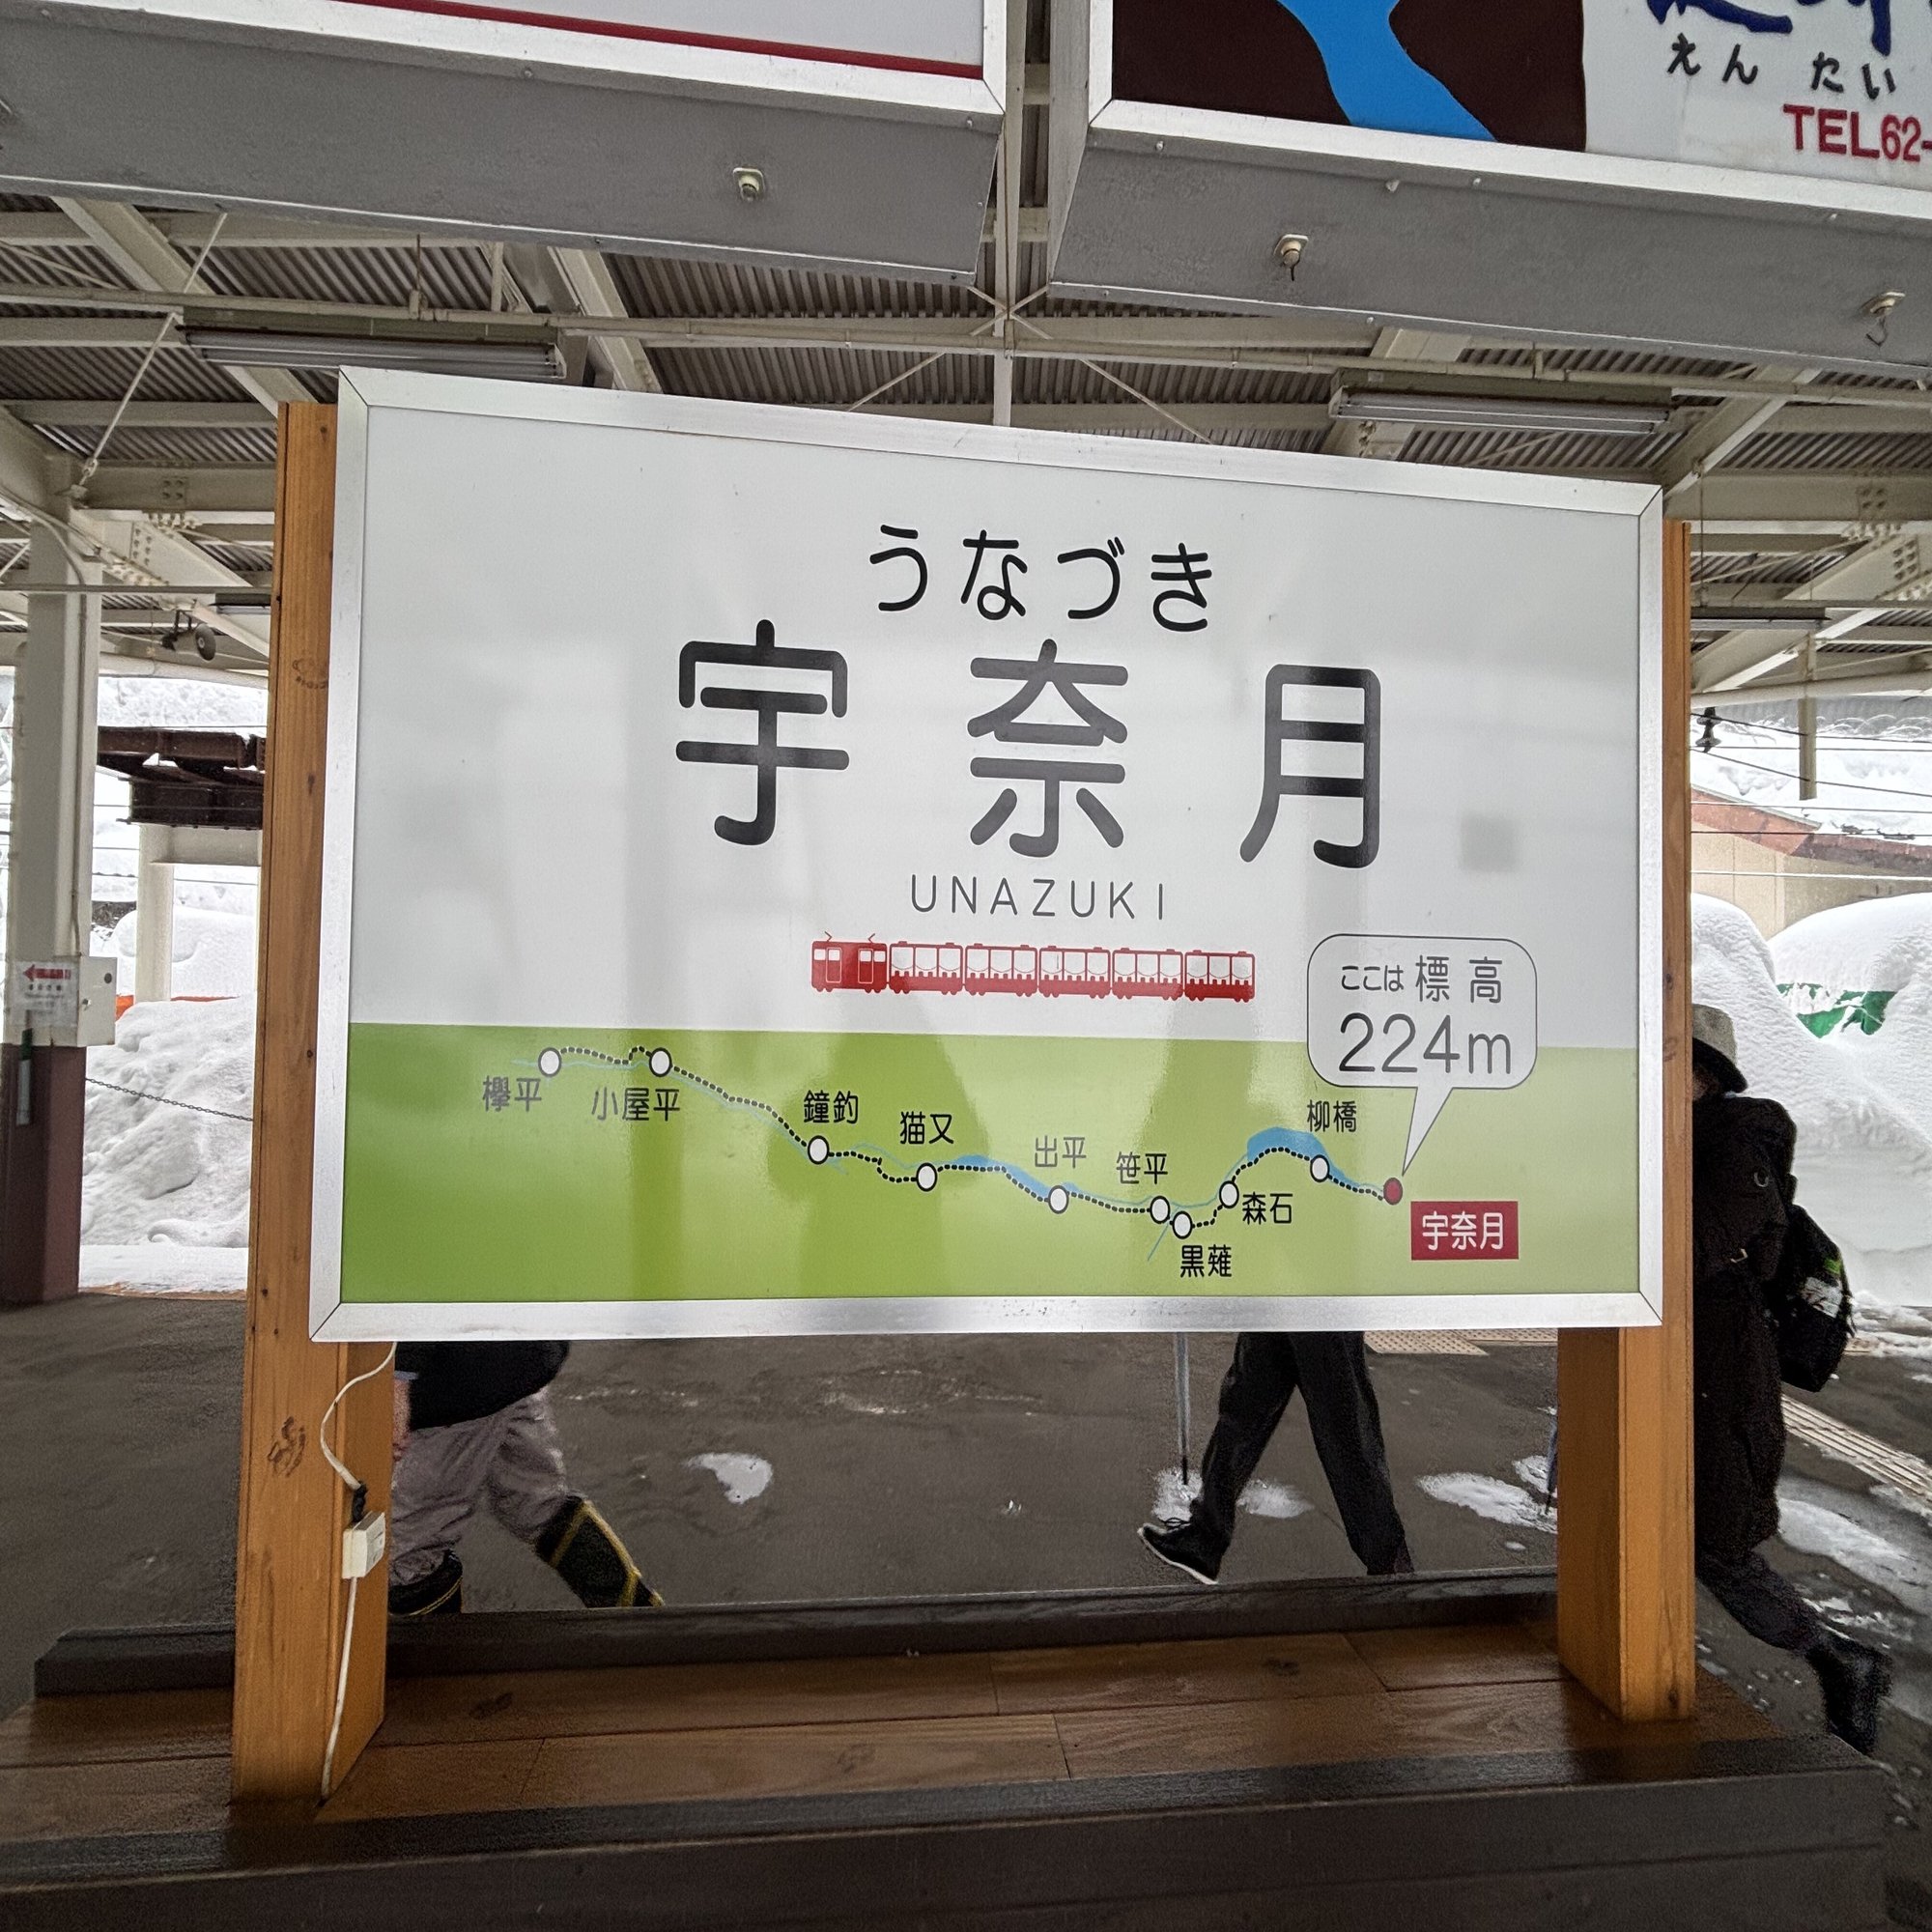 えんたい
TEL62-
うなづき
宇奈月
UNAZUKI
ここは標高
224m
欅平
小屋平
鐘釣
猫又
出平
笹平
黒薙
森石
柳橋
宇奈月